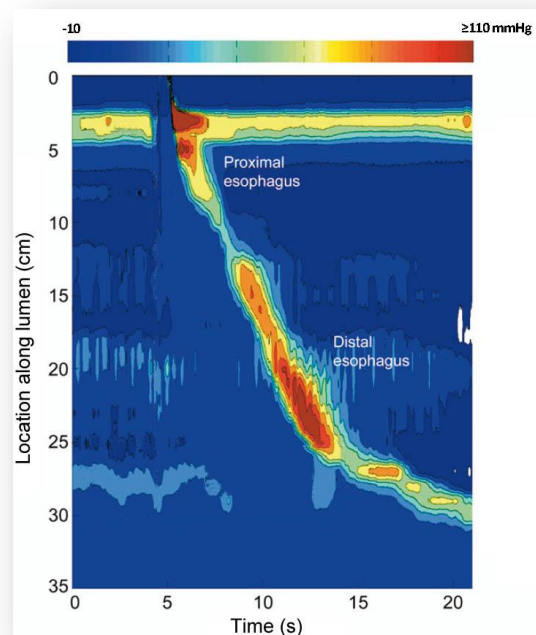 -10 ≥110 mmHg
0
5
10
15
20
25
30
35
Location along lumen (cm)
Proximal
esophagus
Distal
esophagus
0 5 10 15 20
Time (s)